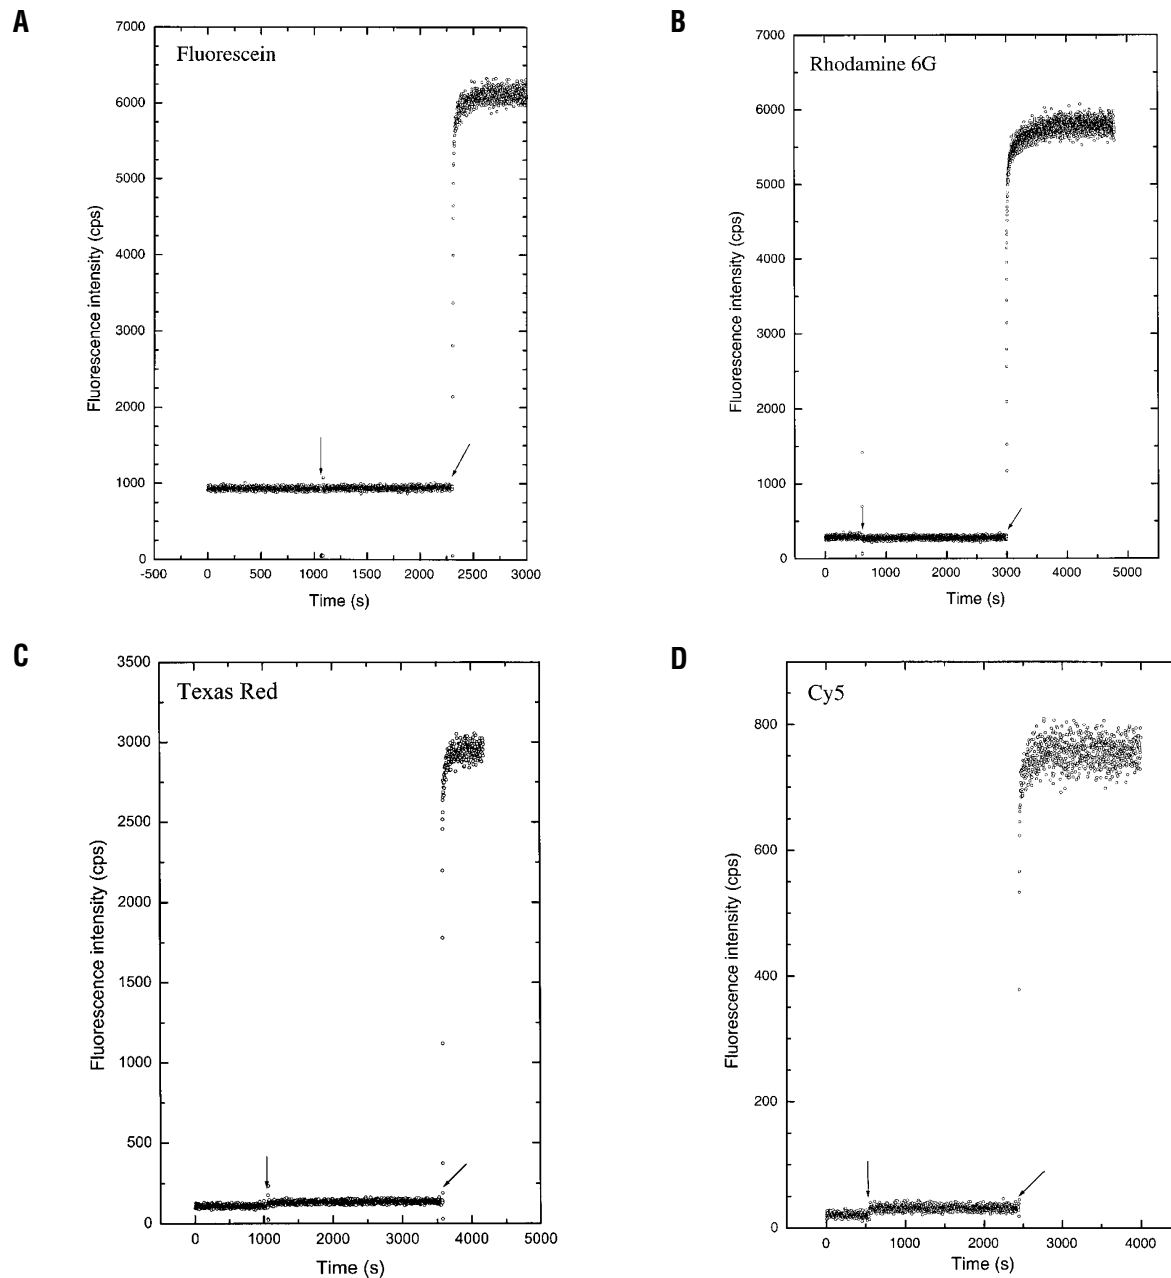 A
Fluorescein
7000
6000
5000
4000
3000
2000
1000
0
Fluorescence intensity (cps)
-500 0 500 1000 1500 2000 2500 3000
Time (s)
B
Rhodamine 6G
7000
6000
5000
4000
3000
2000
1000
0
Fluorescence intensity (cps)
0 1000 2000 3000 4000 5000
Time (s)
C
Texas Red
3500
3000
2500
2000
1500
1000
500
0
Fluorescence intensity (cps)
0 1000 2000 3000 4000 5000
Time (s)
D
Cy5
800
600
400
200
0
Fluorescence intensity (cps)
0 1000 2000 3000 4000
Time (s)